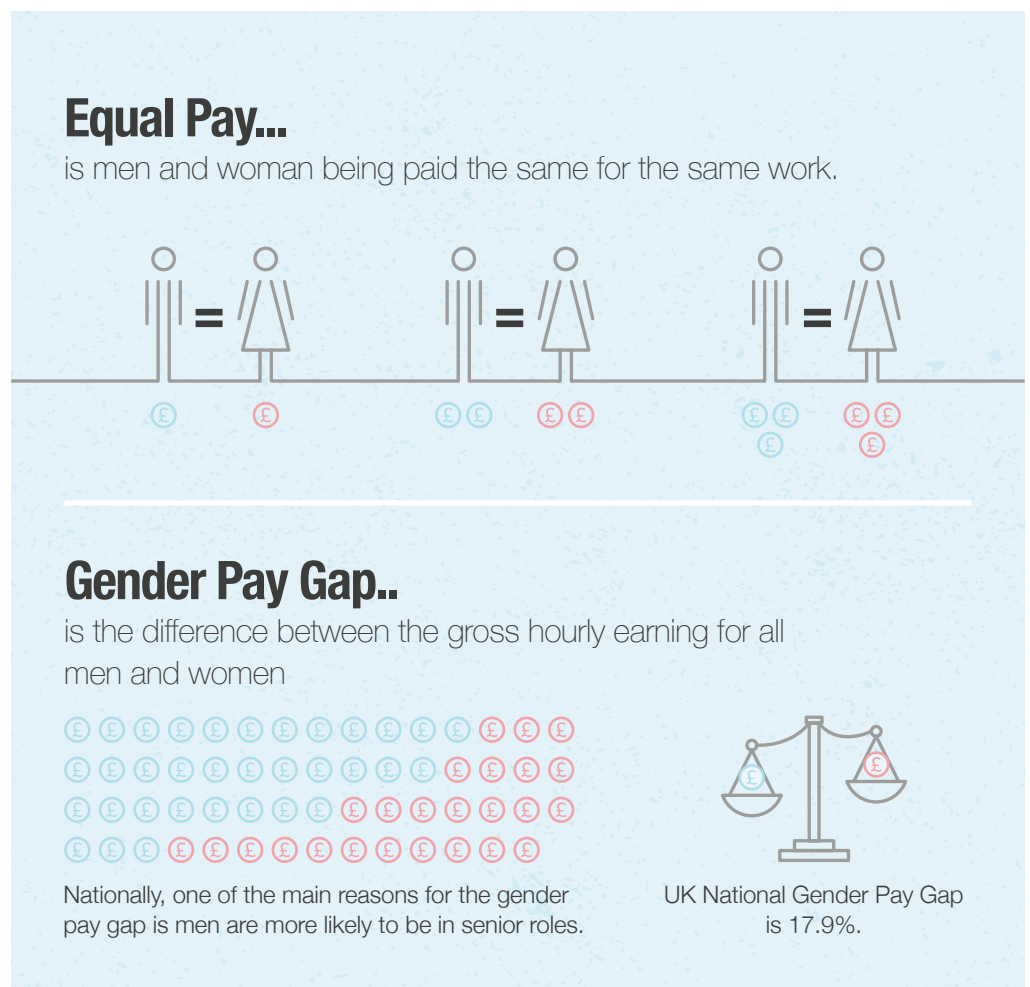 Equal Pay...
is men and woman being paid the same for the same work.
Gender Pay Gap..
is the difference between the gross hourly earning for all
men and women
Nationally, one of the main reasons for the gender
pay gap is men are more likely to be in senior roles.
UK National Gender Pay Gap
is 17.9%.